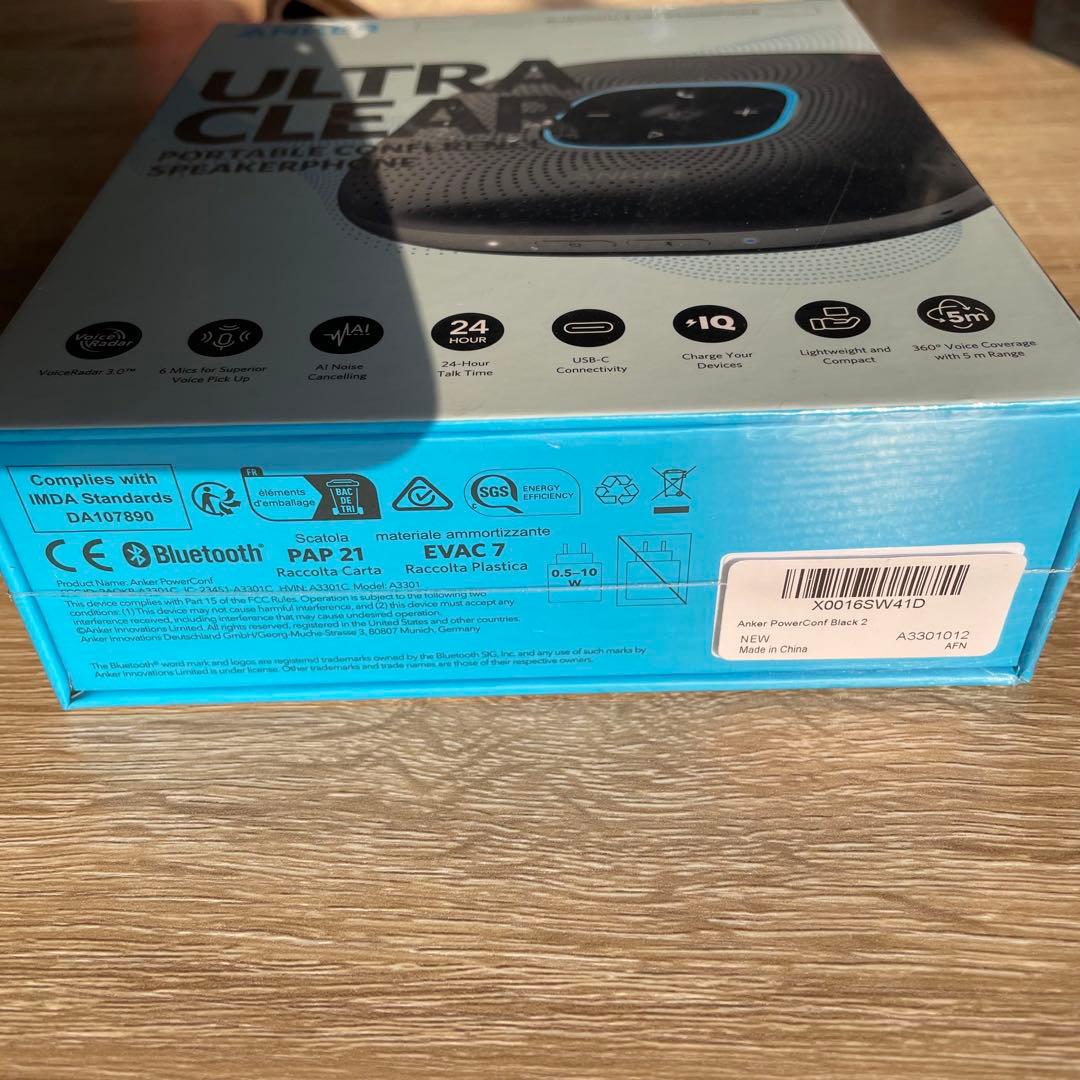 ANKER
ULTRA
CLEAR
PORTABLE CONFERENCE
SPEAKERPHONE
ANKER
Voice Radar
VoiceRadar 3.0™
6 Mics for Superior
Voice Pick Up
AI
AI Noise
Cancelling
24
HOUR
24-Hour
Talk Time
USB-C
Connectivity
IQ
Charge Your
Devices
Lightweight and
Compact
5m
360° Voice Coverage
with 5 m Range
Complies with
IMDA Standards
DA107890
FR
éléments
d'emballage
BAC
DE
TRI
SGS
ENERGY
EFFICIENCY
CE Bluetooth®
Scatola
PAP 21
Raccolta Carta
materiale ammortizzante
EVAC 7
Raccolta Plastica
0.5–10
W
Product Name: Anker PowerConf
A3301C IC: 23451-A3301C HVIN: A3301C Model: A3301
This device complies with Part 15 of the FCC Rules. Operation is subject to the following two
conditions: (1) This device may not cause harmful interference, and (2) this device must accept any
interference received, including interference that may cause undesired operation.
©Anker Innovations Limited. All rights reserved, registered in the United States and other countries.
Anker Innovations Deutschland GmbH/Georg-Muche-Strasse 3, 80807 Munich, Germany
The Bluetooth® word mark and logos are registered trademarks owned by the Bluetooth SIG, Inc. and any use of such marks by
Anker Innovations Limited is under license. Other trademarks and trade names are those of their respective owners.
X0016SW41D
Anker PowerConf Black 2
NEW
A3301012
Made in China
AFN